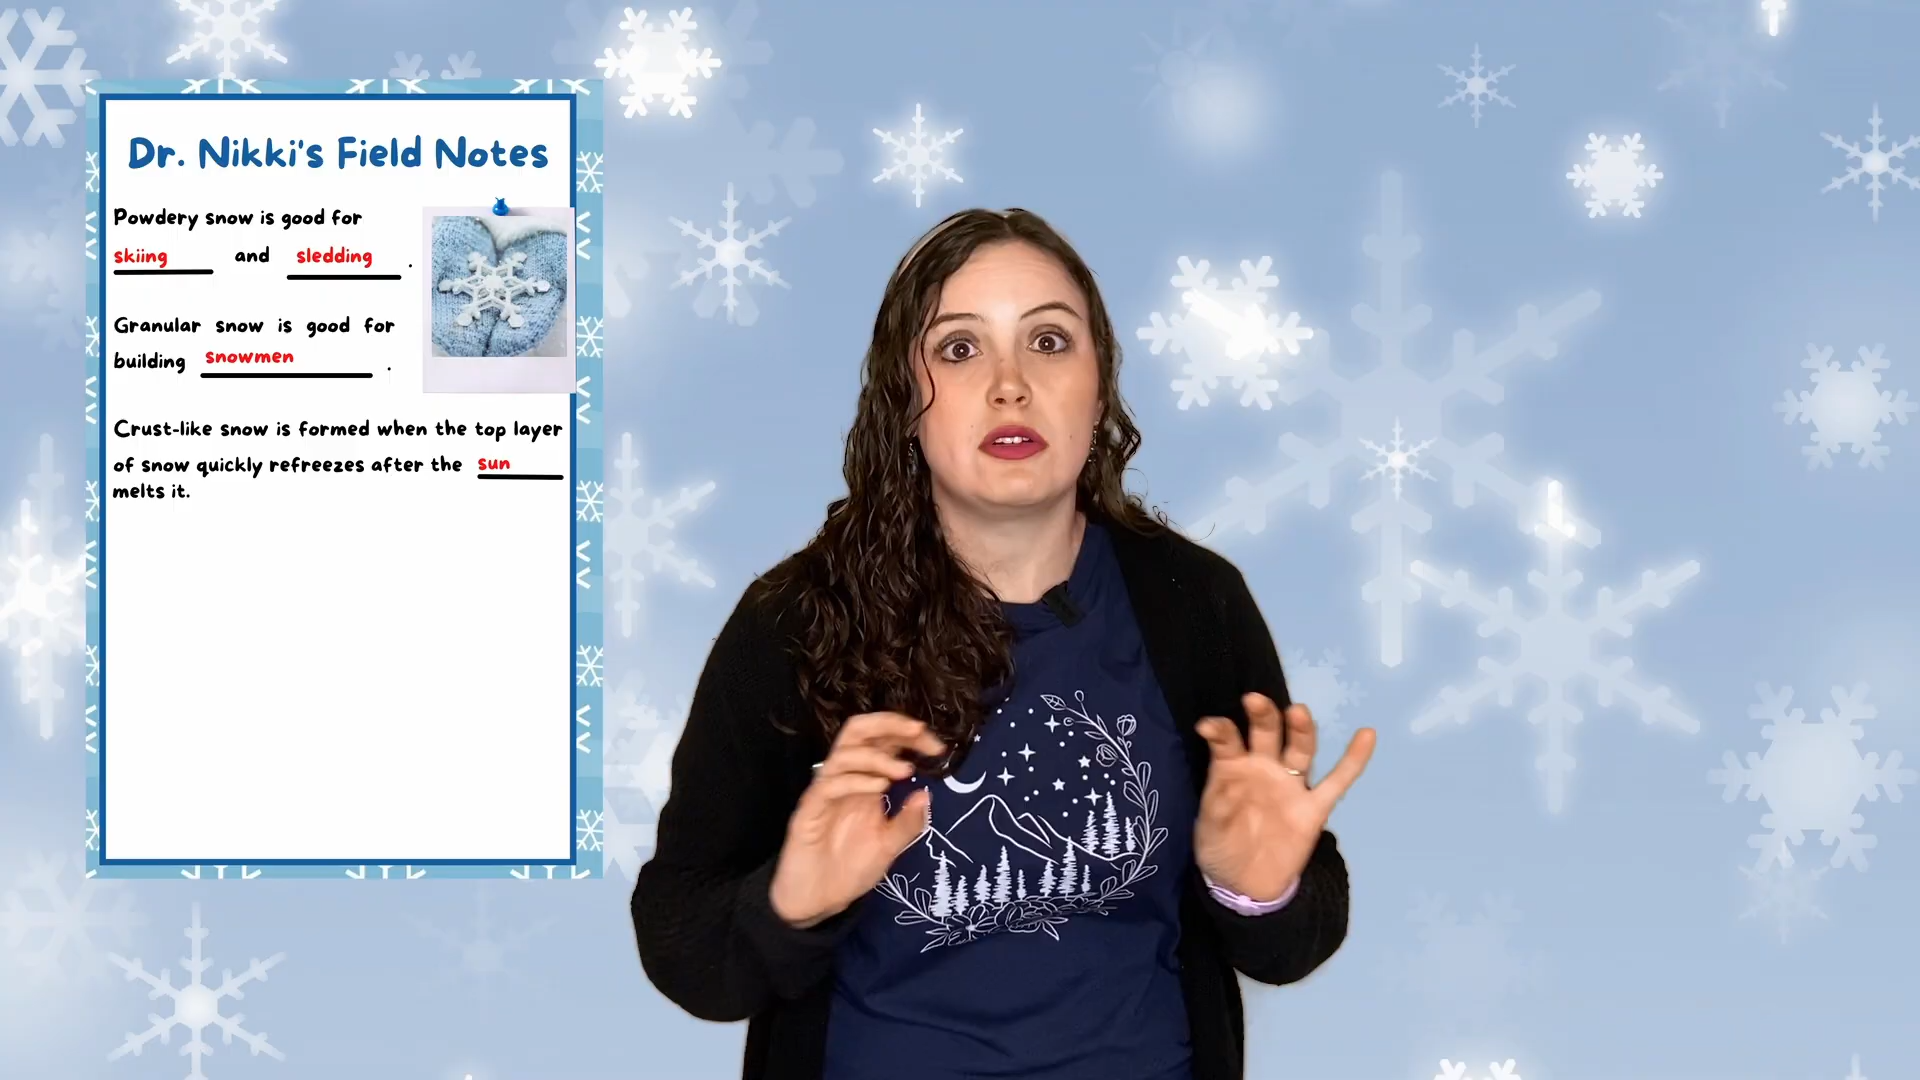 Dr. Nikki's Field Notes
Powdery snow is good for
skiing and sledding .
Granular snow is good for
building snowmen .
Crust-like snow is formed when the top layer
of snow quickly refreezes after the sun
melts it.